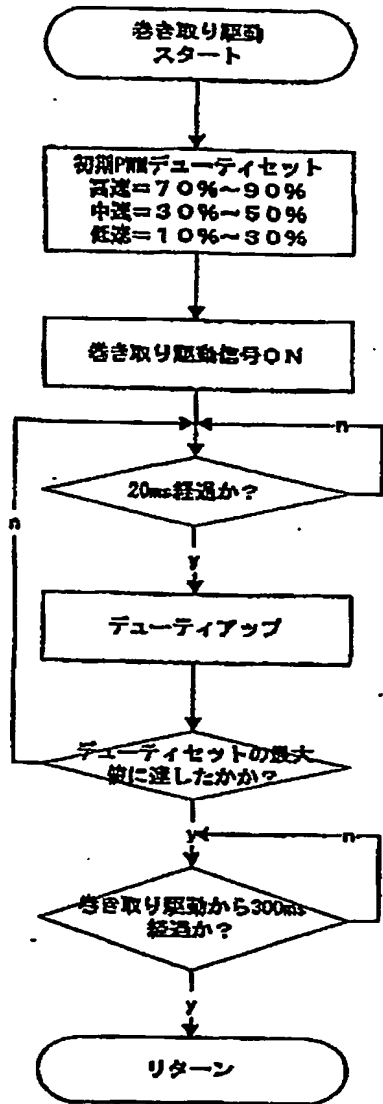 巻き取り駆動
スタート
初期PWMデューティセット
高速=70%~90%
中速=30%~50%
低速=10%~30%
巻き取り駆動信号ON
n
20ms経過か?
n
y
デューティアップ
デューティセットの最大
値に達したかか?
y
n
巻き取り駆動から300ms
経過か?
y
リターン